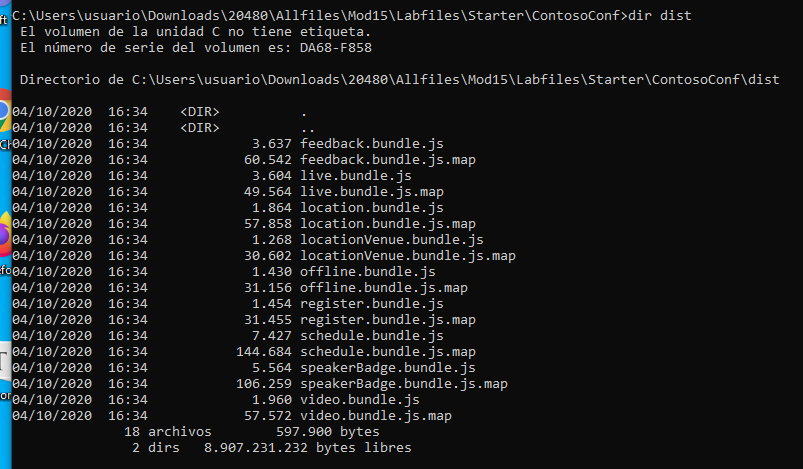 C:\Users\usuario\Downloads\20480\Allfiles\Mod15\Labfiles\Starter\ContosoConf>dir dist
 El volumen de la unidad C no tiene etiqueta.
 El número de serie del volumen es: DA68-F858

 Directorio de C:\Users\usuario\Downloads\20480\Allfiles\Mod15\Labfiles\Starter\ContosoConf\dist

04/10/2020  16:34    <DIR>          .
04/10/2020  16:34    <DIR>          ..
04/10/2020  16:34             3.637 feedback.bundle.js
04/10/2020  16:34            60.542 feedback.bundle.js.map
04/10/2020  16:34             3.604 live.bundle.js
04/10/2020  16:34            49.564 live.bundle.js.map
04/10/2020  16:34             1.864 location.bundle.js
04/10/2020  16:34            57.858 location.bundle.js.map
04/10/2020  16:34             1.268 locationVenue.bundle.js
04/10/2020  16:34            30.602 locationVenue.bundle.js.map
04/10/2020  16:34             1.430 offline.bundle.js
04/10/2020  16:34            31.156 offline.bundle.js.map
04/10/2020  16:34             1.454 register.bundle.js
04/10/2020  16:34            31.455 register.bundle.js.map
04/10/2020  16:34             7.427 schedule.bundle.js
04/10/2020  16:34           144.684 schedule.bundle.js.map
04/10/2020  16:34             5.564 speakerBadge.bundle.js
04/10/2020  16:34           106.259 speakerBadge.bundle.js.map
04/10/2020  16:34             1.960 video.bundle.js
04/10/2020  16:34            57.572 video.bundle.js.map
              18 archivos        597.900 bytes
               2 dirs   8.907.231.232 bytes libres